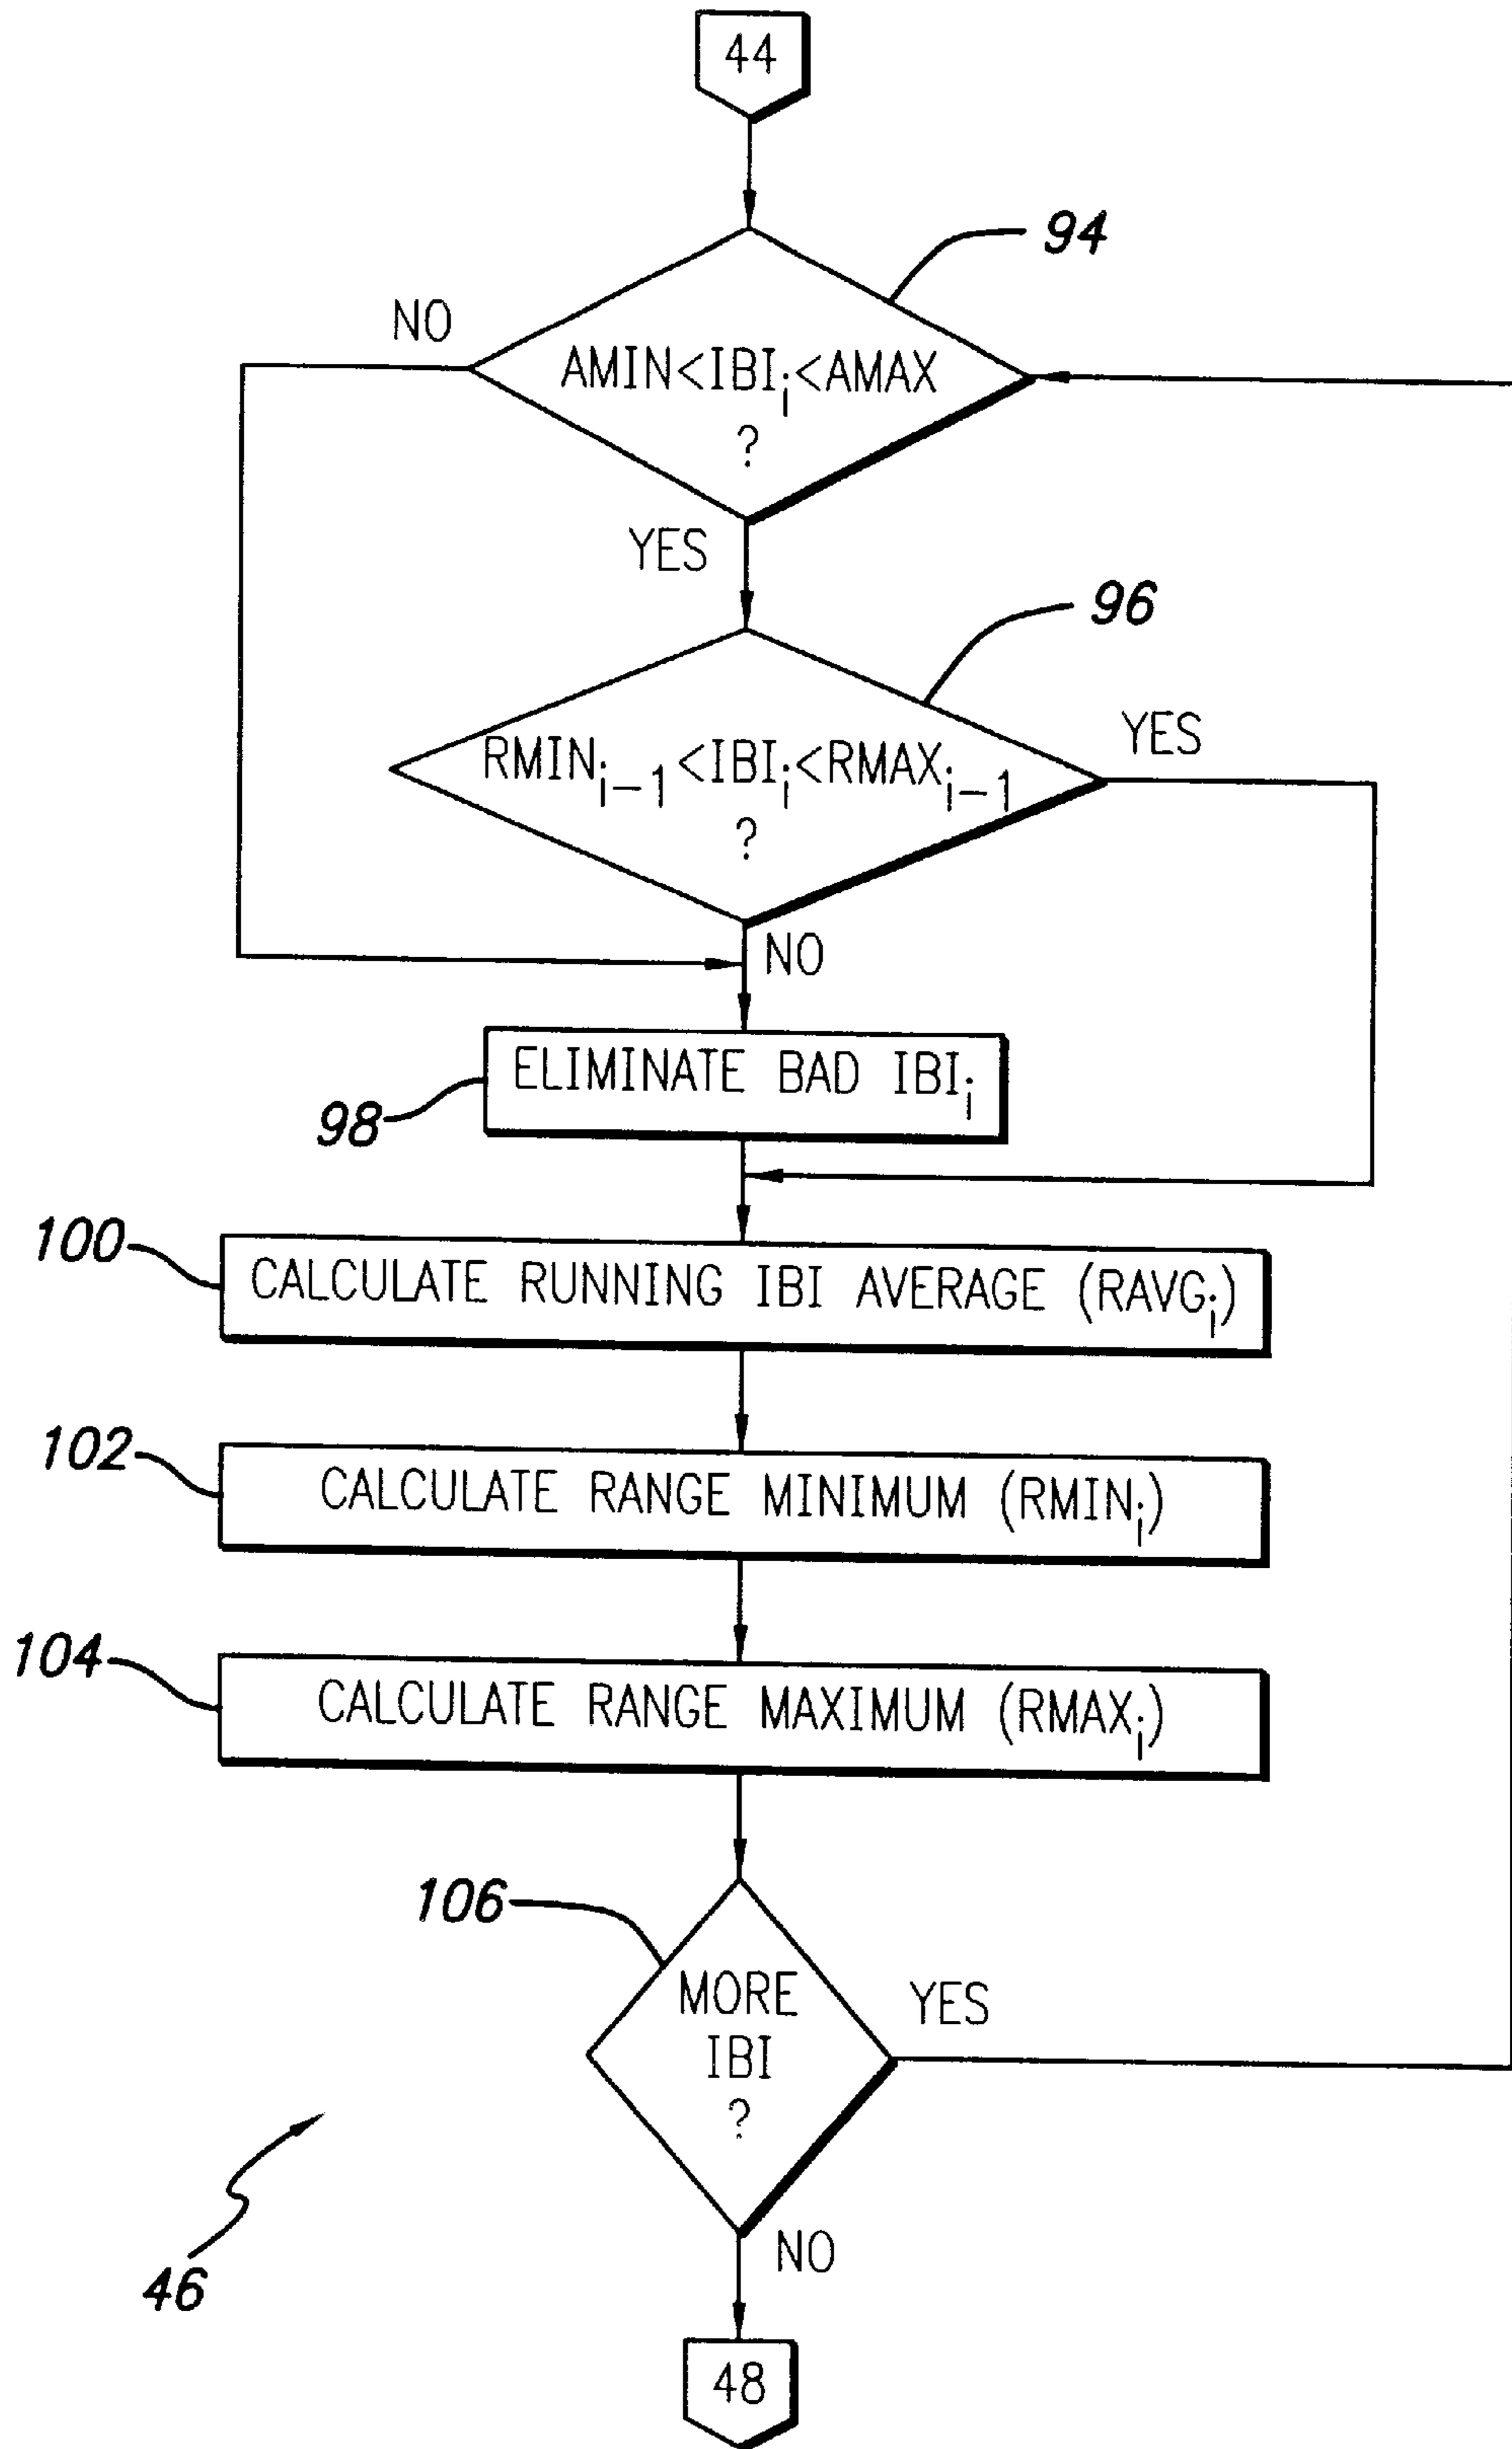 44
94
NO
AMIN<IBIi<AMAX
?
YES
96
YES
RMINi-1<IBIi<RMAXi-1
?
NO
ELIMINATE BAD IBIi
98
100
CALCULATE RUNNING IBI AVERAGE (RAVGi)
102
CALCULATE RANGE MINIMUM (RMINi)
104
CALCULATE RANGE MAXIMUM (RMAXi)
106
MORE
YES
IBI
?
NO
46
48